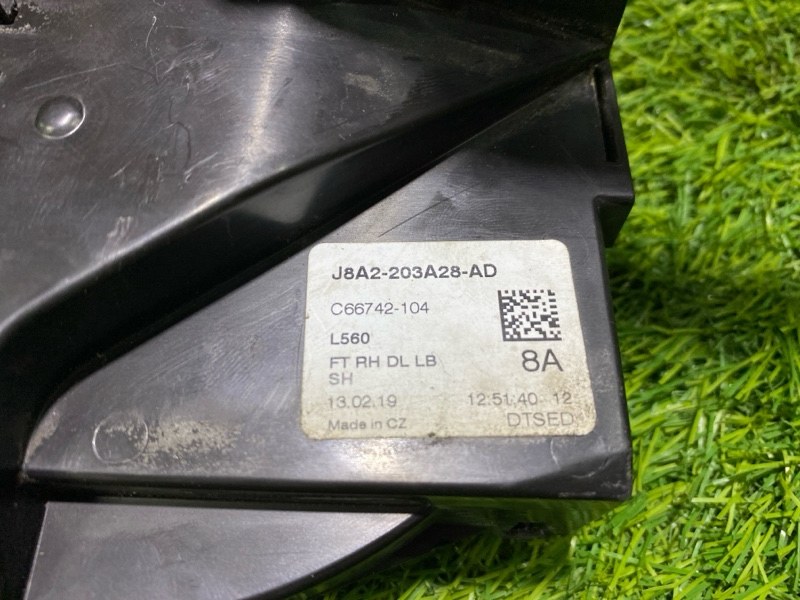 J8A2-203A28-AD
C66742-104
L560
FT RH DL LB
SH
8A
13.02.19 12:51:40 12
Made in CZ DTSED